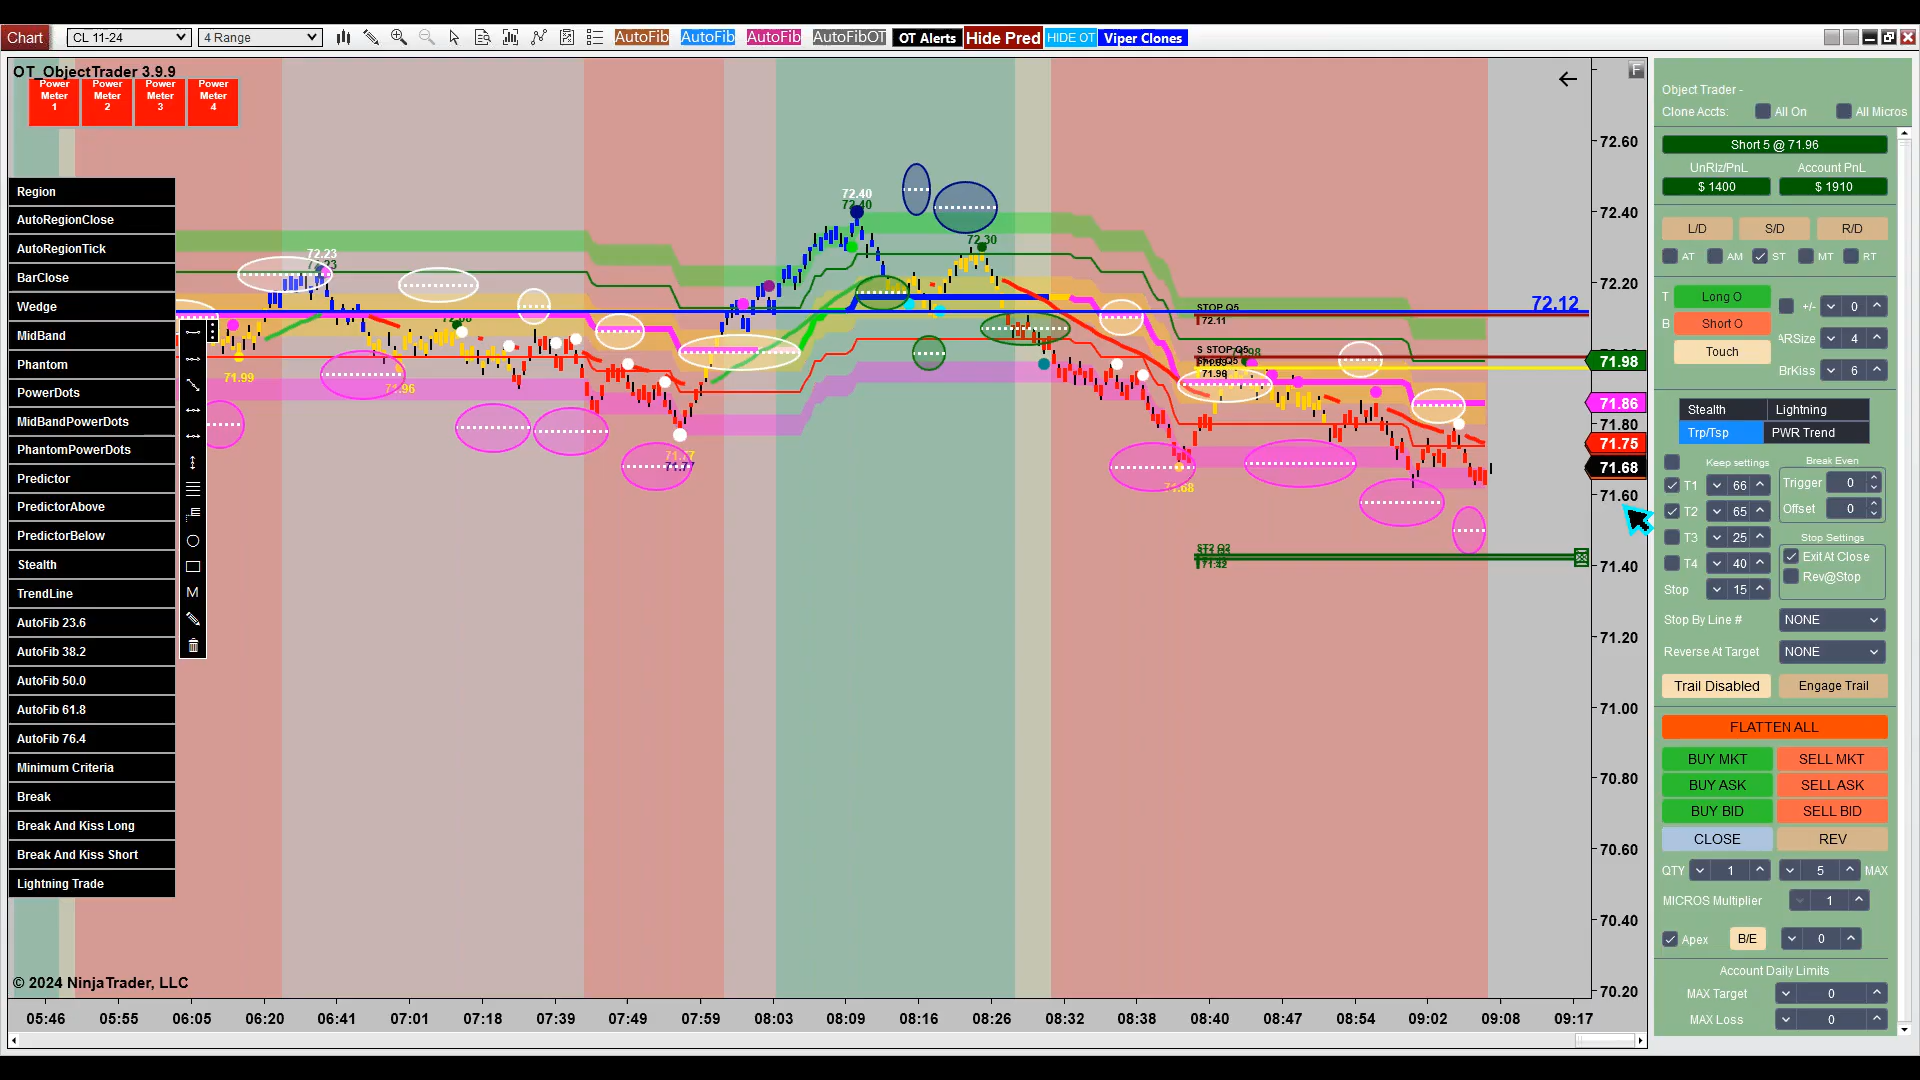 Chart CL 11-24 4 Range AutoFib AutoFib AutoFib AutoFibOT OT Alerts Hide Pred HIDE OT Viper Clones
OT_ObjectTrader 3.9.9
Power Meter 1
Power Meter 2
Power Meter 3
Power Meter 4
Region
AutoRegionClose
AutoRegionTick
BarClose
Wedge
MidBand
Phantom
PowerDots
MidBandPowerDots
PhantomPowerDots
Predictor
PredictorAbove
PredictorBelow
Stealth
TrendLine
AutoFib 23.6
AutoFib 38.2
AutoFib 50.0
AutoFib 61.8
AutoFib 76.4
Minimum Criteria
Break
Break And Kiss Long
Break And Kiss Short
Lightning Trade
M
72.23
71.99
71.96
71.77
72.40
72.40
72.30
71.68
STOP Q5
72.11
S STOP Q5
71.96
71.42
72.12
F
72.60
72.40
72.20
71.98
71.86
71.80
71.75
71.68
71.60
71.40
71.20
71.00
70.80
70.60
70.40
70.20
© 2024 NinjaTrader, LLC
05:46 05:55 06:05 06:20 06:41 07:01 07:18 07:39 07:49 07:59 08:03 08:09 08:16 08:26 08:32 08:38 08:40 08:47 08:54 09:02 09:08 09:17
Object Trader -
Clone Accts: All On All Micros
Short 5 @ 71.96
UnRlz/PnL Account PnL
$ 1400 $ 1910
L/D S/D R/D
AT AM ST MT RT
T Long O +/- 0
B Short O ARSize 4
Touch BrKiss 6
Stealth Lightning
Trp/Tsp PWR Trend
Keep settings Break Even
T1 66 Trigger 0
T2 65 Offset 0
T3 25 Stop Settings
T4 40 Exit At Close
Stop 15 Rev@Stop
Stop By Line # NONE
Reverse At Target NONE
Trail Disabled Engage Trail
FLATTEN ALL
BUY MKT SELL MKT
BUY ASK SELL ASK
BUY BID SELL BID
CLOSE REV
QTY 1 5 MAX
MICROS Multiplier 1
Apex B/E 0
Account Daily Limits
MAX Target 0
MAX Loss 0